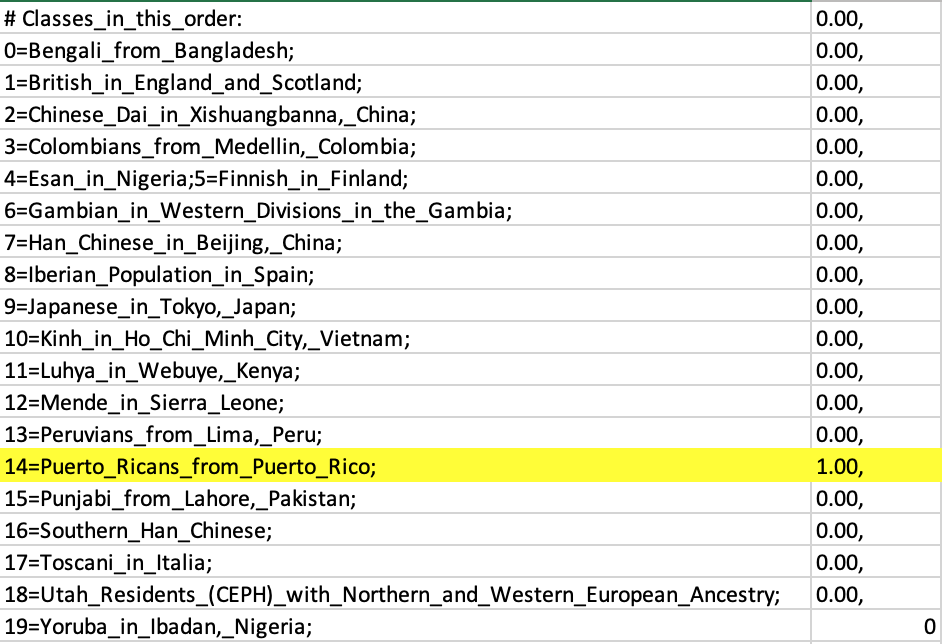 # Classes_in_this_order: 0.00,
0=Bengali_from_Bangladesh; 0.00,
1=British_in_England_and_Scotland; 0.00,
2=Chinese_Dai_in_Xishuangbanna,_China; 0.00,
3=Colombians_from_Medellin,_Colombia; 0.00,
4=Esan_in_Nigeria;5=Finnish_in_Finland; 0.00,
6=Gambian_in_Western_Divisions_in_the_Gambia; 0.00,
7=Han_Chinese_in_Beijing,_China; 0.00,
8=Iberian_Population_in_Spain; 0.00,
9=Japanese_in_Tokyo,_Japan; 0.00,
10=Kinh_in_Ho_Chi_Minh_City,_Vietnam; 0.00,
11=Luhya_in_Webuye,_Kenya; 0.00,
12=Mende_in_Sierra_Leone; 0.00,
13=Peruvians_from_Lima,_Peru; 0.00,
14=Puerto_Ricans_from_Puerto_Rico; 1.00,
15=Punjabi_from_Lahore,_Pakistan; 0.00,
16=Southern_Han_Chinese; 0.00,
17=Toscani_in_Italia; 0.00,
18=Utah_Residents_(CEPH)_with_Northern_and_Western_European_Ancestry; 0.00,
19=Yoruba_in_Ibadan,_Nigeria; 0